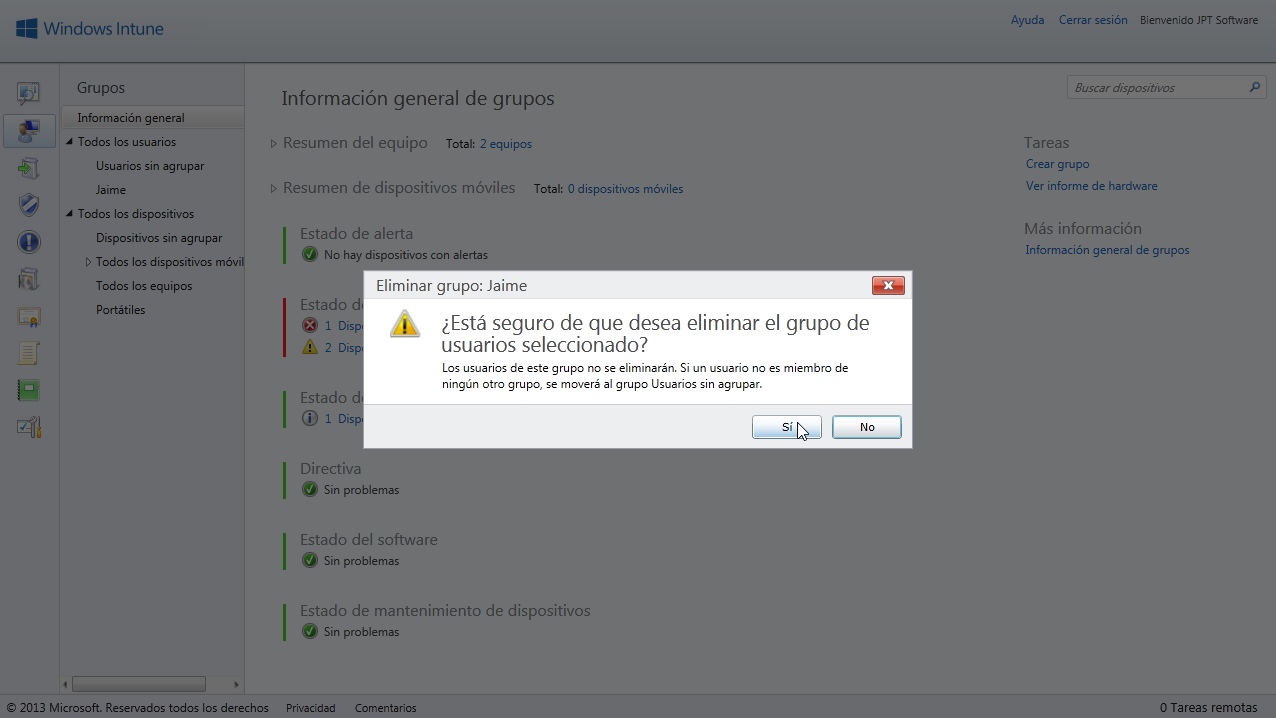 Windows Intune
Ayuda Cerrar sesión Bienvenido JPT Software
Grupos
Información general
Todos los usuarios
Usuarios sin agrupar
Jaime
Todos los dispositivos
Dispositivos sin agrupar
Todos los dispositivos móvil
Todos los equipos
Portátiles
Información general de grupos
Buscar dispositivos
Resumen del equipo Total: 2 equipos
Resumen de dispositivos móviles Total: 0 dispositivos móviles
Estado de alerta
No hay dispositivos con alertas
Estado d
1 Dispo
2 Dispo
Estado d
1 Dispo
Directiva
Sin problemas
Estado del software
Sin problemas
Estado de mantenimiento de dispositivos
Sin problemas
Tareas
Crear grupo
Ver informe de hardware
Más información
Información general de grupos
Eliminar grupo: Jaime
¿Está seguro de que desea eliminar el grupo de
usuarios seleccionado?
Los usuarios de este grupo no se eliminarán. Si un usuario no es miembro de
ningún otro grupo, se moverá al grupo Usuarios sin agrupar.
Sí No
© 2013 Microsoft. Reservados todos los derechos Privacidad Comentarios 0 Tareas remotas